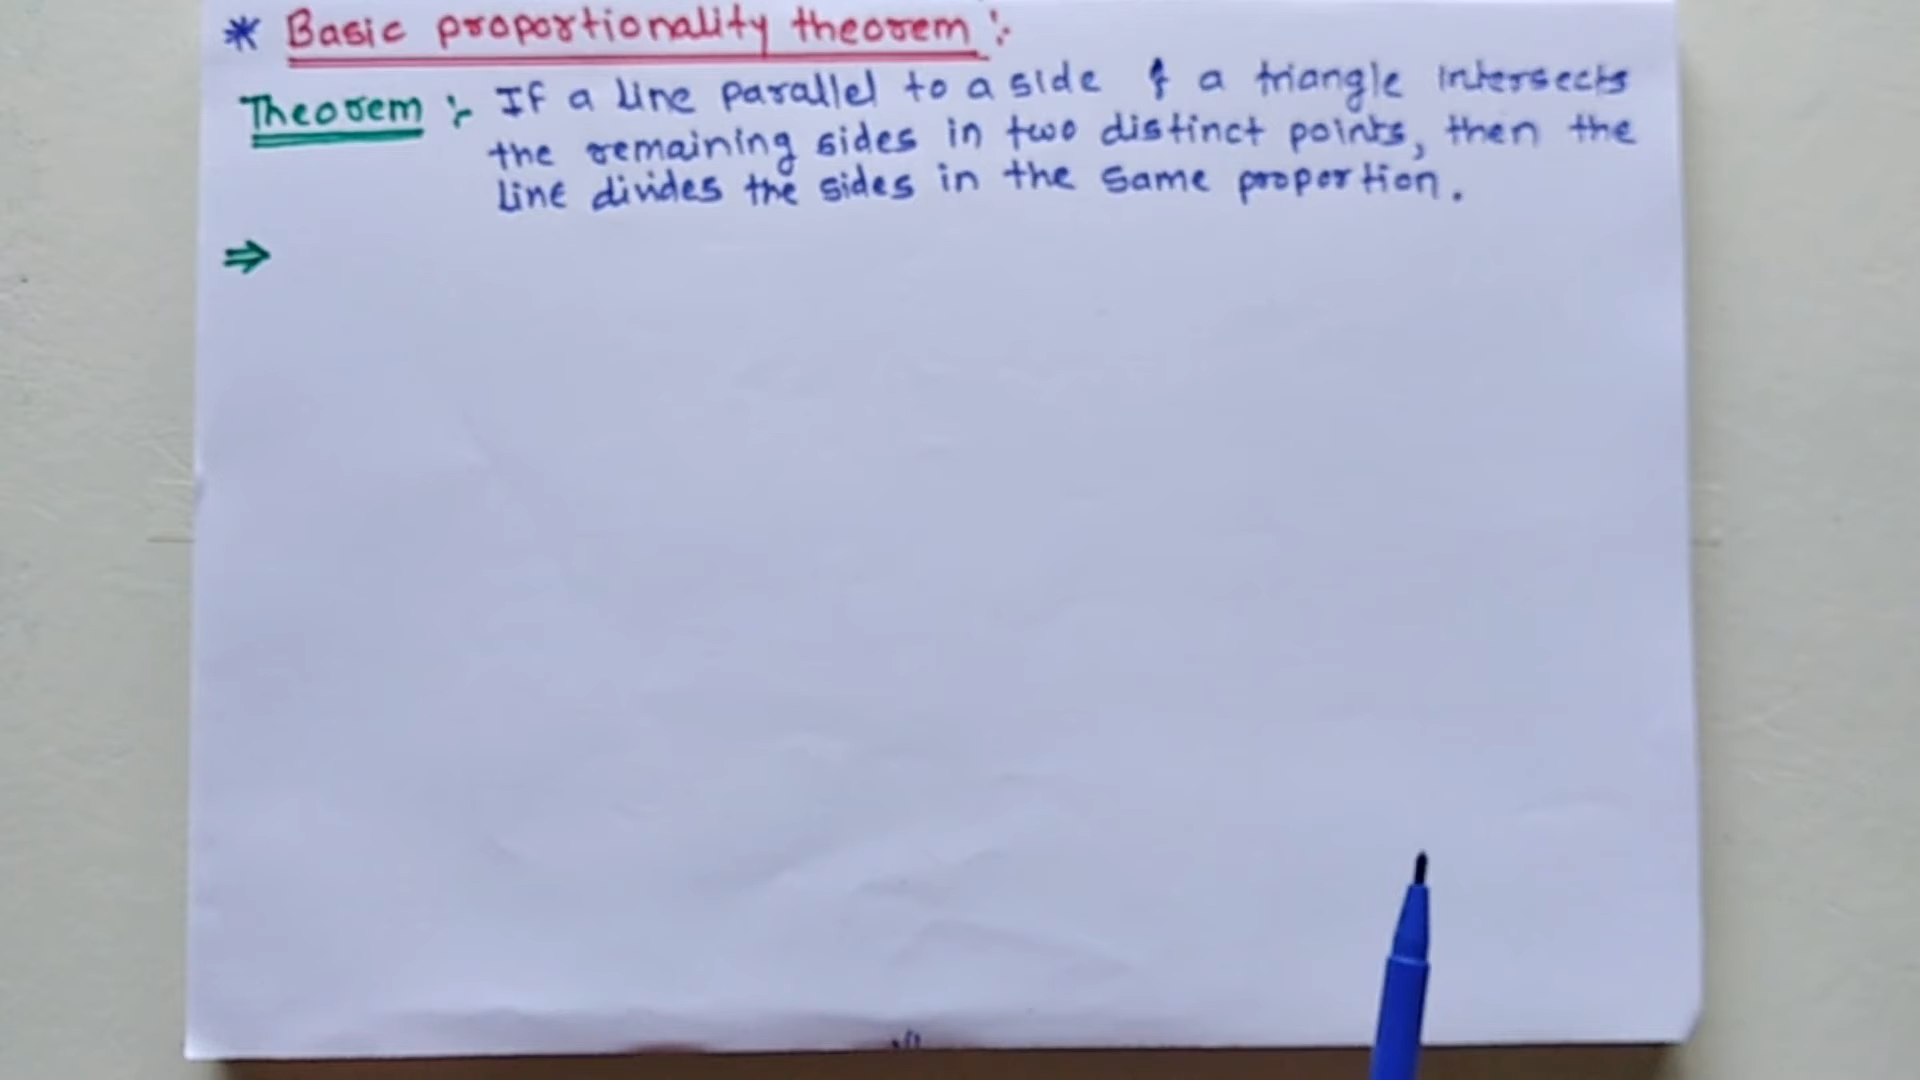 * Basic proportionality theorem :-
Theorem :- If a line parallel to a side of a triangle intersects
the remaining sides in two distinct points, then the
line divides the sides in the same proportion.
⇒